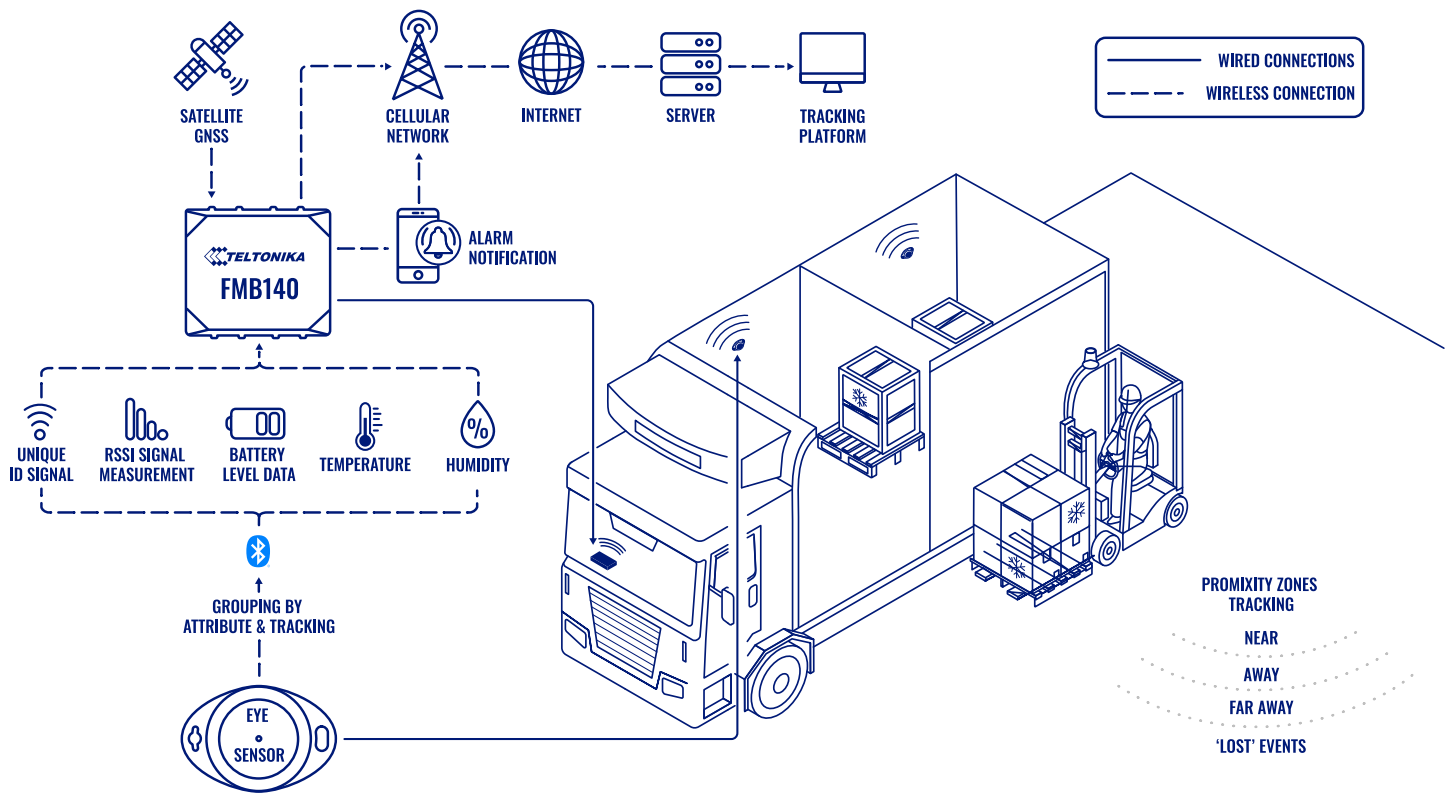 SATELLITE
GNSS
CELLULAR
NETWORK
INTERNET
SERVER
TRACKING
PLATFORM
WIRED CONNECTIONS
WIRELESS CONNECTION
TELTONIKA
FMB140
ALARM
NOTIFICATION
UNIQUE
ID SIGNAL
RSSI SIGNAL
MEASUREMENT
BATTERY
LEVEL DATA
TEMPERATURE
%
HUMIDITY
GROUPING BY
ATTRIBUTE & TRACKING
EYE
SENSOR
PROMIXITY ZONES
TRACKING
NEAR
AWAY
FAR AWAY
‘LOST’ EVENTS